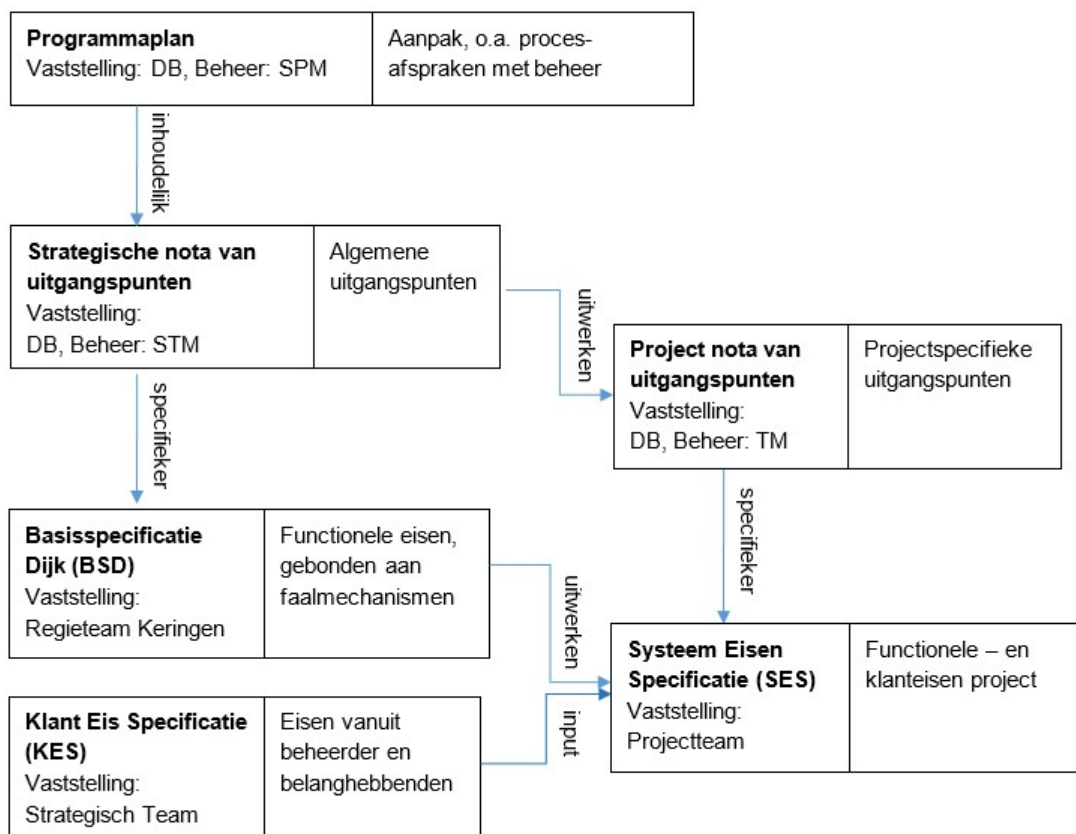 Programmaplan
Vaststelling: DB, Beheer: SPM
Aanpak, o.a. proces-
afspraken met beheer
inhoudelijk
Strategische nota van
uitgangspunten
Vaststelling:
DB, Beheer: STM
Algemene
uitgangspunten
uitwerken
Project nota van
uitgangspunten
Vaststelling:
DB, Beheer: TM
Projectspecifieke
uitgangspunten
specifieker
specifieker
Basisspecificatie
Dijk (BSD)
Vaststelling:
Regieteam Keringen
Functionele eisen,
gebonden aan
faalmechanismen
uitwerken
Systeem Eisen
Specificatie (SES)
Vaststelling:
Projectteam
Functionele – en
klanteisen project
Klant Eis Specificatie
(KES)
Vaststelling:
Strategisch Team
Eisen vanuit
beheerder en
belanghebbenden
input